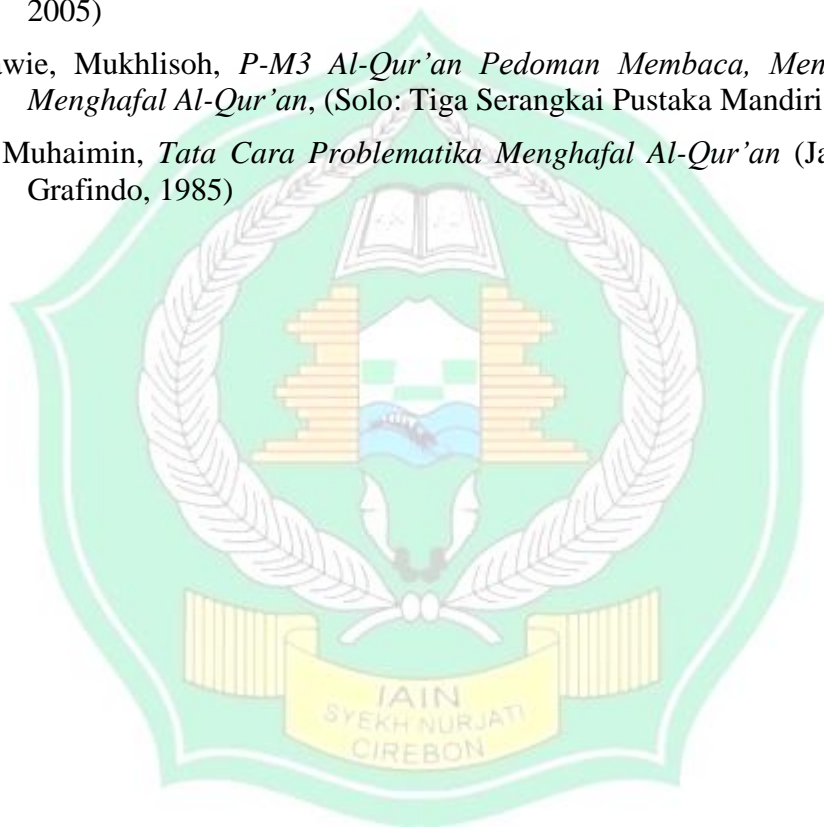 2005)
awie, Mukhlisoh, P-M3 Al-Qur’an Pedoman Membaca, Men
Menghafal Al-Qur’an, (Solo: Tiga Serangkai Pustaka Mandiri
Muhaimin, Tata Cara Problematika Menghafal Al-Qur’an (Ja
Grafindo, 1985)
IAIN
SYEKH NURJATI
CIREBON